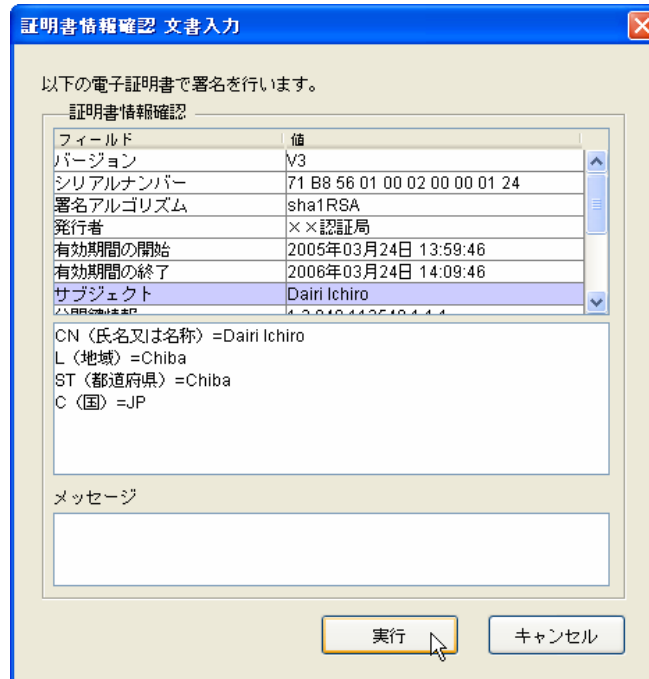 証明書情報確認 文書入力
以下の電子証明書で署名を行います。
証明書情報確認
フィールド 値
バージョン V3
シリアルナンバー 71 B8 56 01 00 02 00 00 01 24
署名アルゴリズム sha1RSA
発行者 ××認証局
有効期間の開始 2005年03月24日 13:59:46
有効期間の終了 2006年03月24日 14:09:46
サブジェクト Dairi Ichiro
CN（氏名又は名称）=Dairi Ichiro
L（地域）=Chiba
ST（都道府県）=Chiba
C（国）=JP
メッセージ
実行 キャンセル